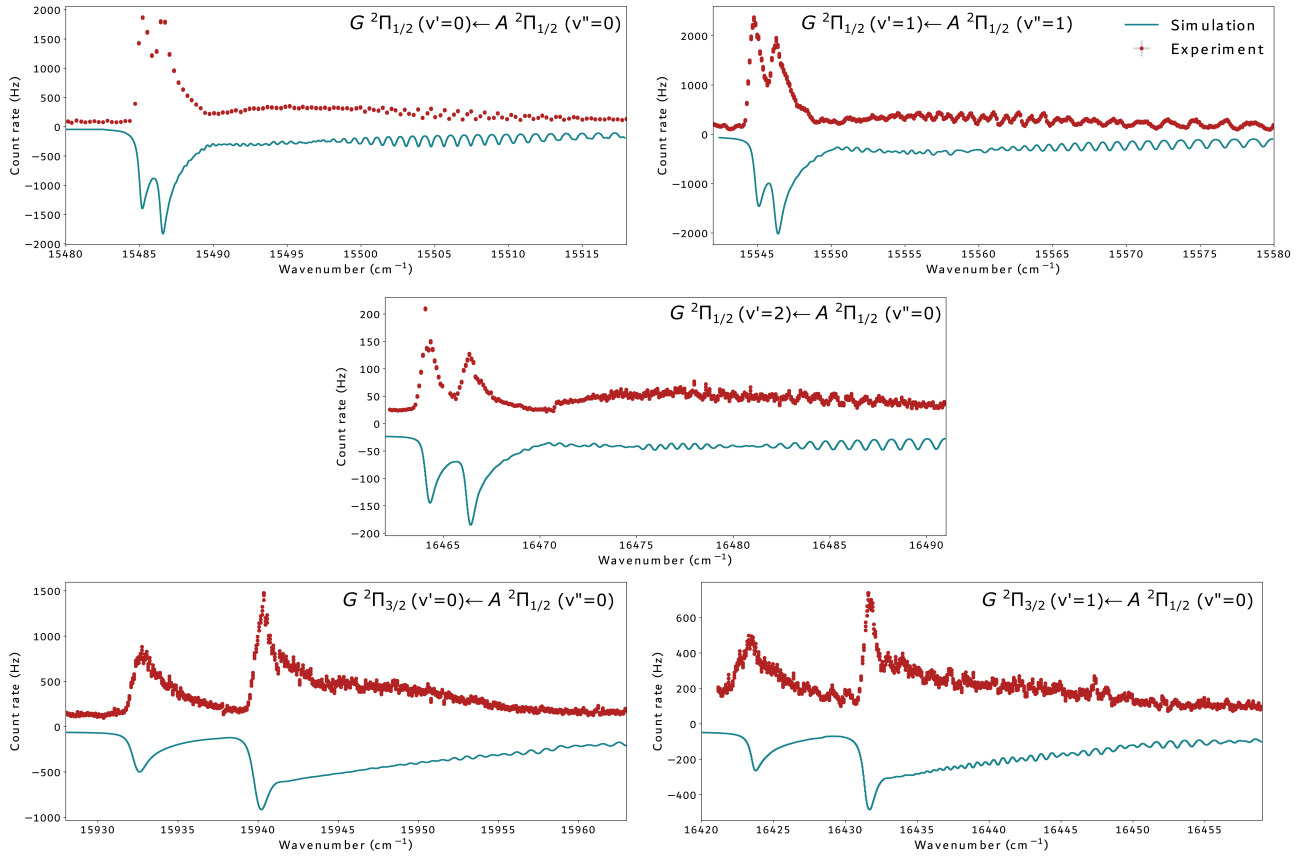 G ²Π₁/₂ (v'=0)← A ²Π₁/₂ (v"=0)
2000
1500
1000
500
0
−500
−1000
−1500
−2000
Count rate (Hz)
15480 15485 15490 15495 15500 15505 15510 15515
Wavenumber (cm⁻¹)
G ²Π₁/₂ (v'=1)← A ²Π₁/₂ (v"=1)
Simulation
Experiment
2000
1000
0
−1000
−2000
Count rate (Hz)
15545 15550 15555 15560 15565 15570 15575 15580
Wavenumber (cm⁻¹)
G ²Π₁/₂ (v'=2)← A ²Π₁/₂ (v"=0)
200
150
100
50
0
−50
−100
−150
−200
Count rate (Hz)
16465 16470 16475 16480 16485 16490
Wavenumber (cm⁻¹)
G ²Π₃/₂ (v'=0)← A ²Π₁/₂ (v"=0)
1500
1000
500
0
−500
−1000
Count rate (Hz)
15930 15935 15940 15945 15950 15955 15960
Wavenumber (cm⁻¹)
G ²Π₃/₂ (v'=1)← A ²Π₁/₂ (v"=0)
600
400
200
0
−200
−400
Count rate (Hz)
16420 16425 16430 16435 16440 16445 16450 16455
Wavenumber (cm⁻¹)